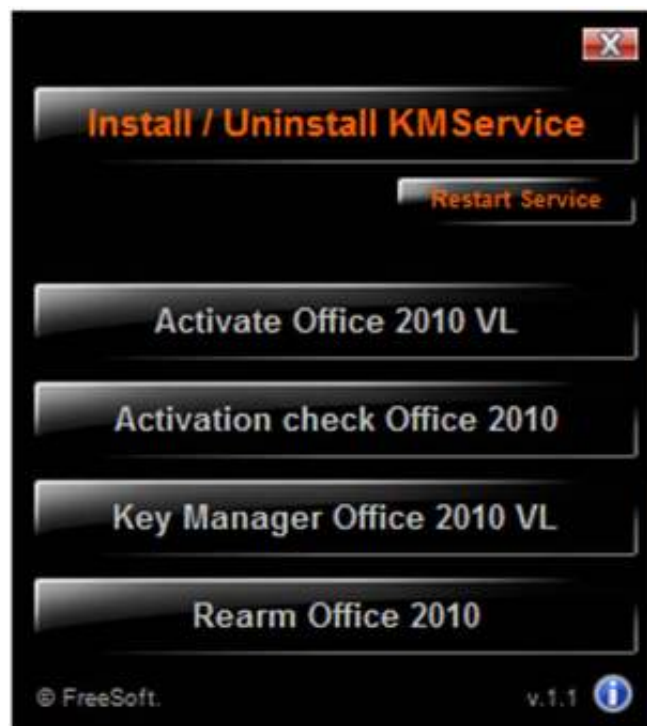 X
Install / Uninstall KMService
Restart Service
Activate Office 2010 VL
Activation check Office 2010
Key Manager Office 2010 VL
Rearm Office 2010
© FreeSoft.
v.1.1 i